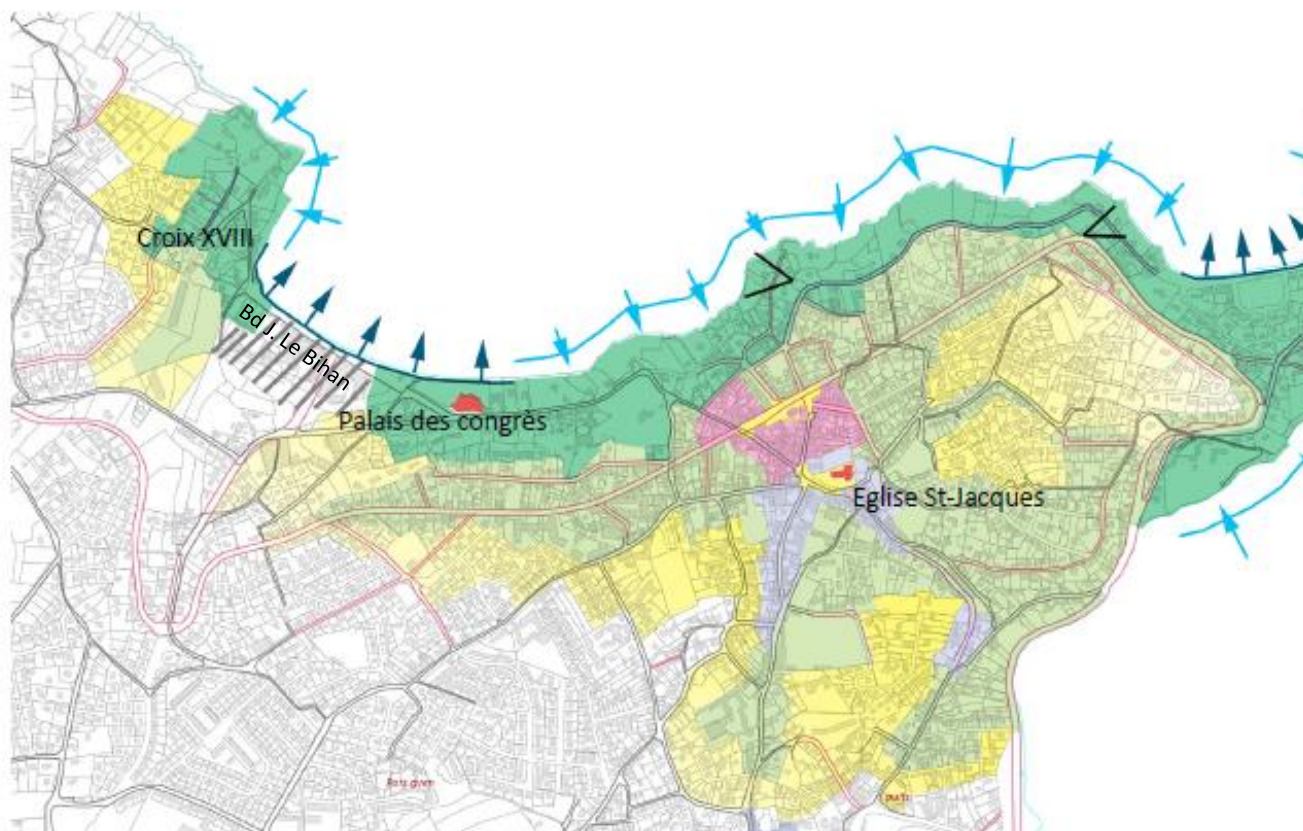 Croix XVIII
Bd J. Le Bihan
Palais des congrès
Eglise St-Jacques